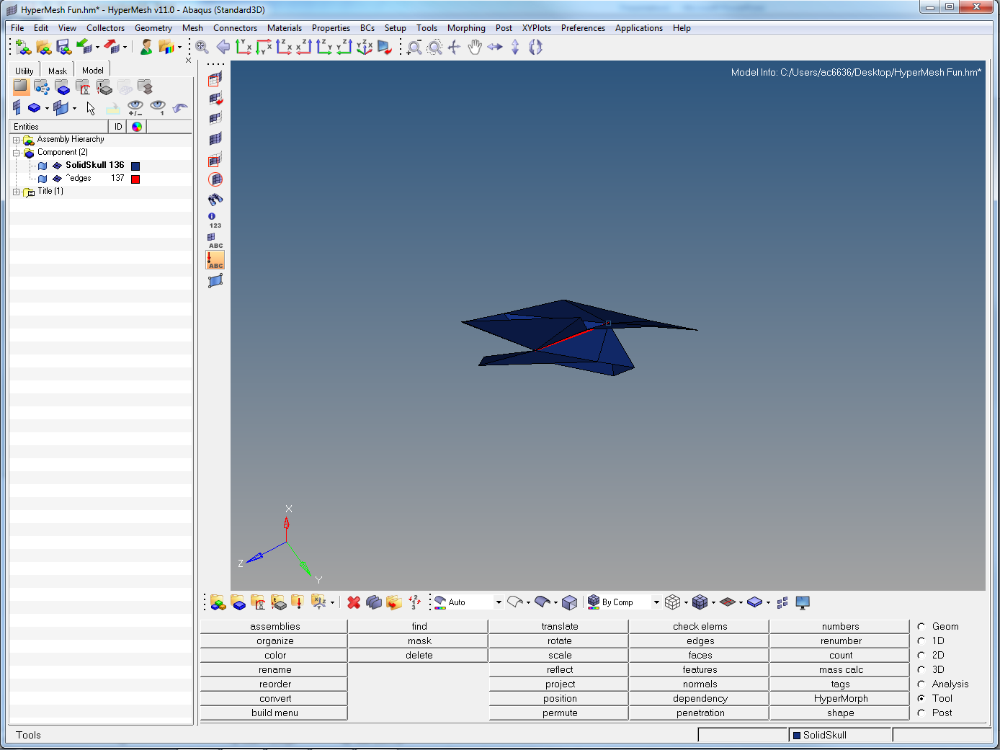 HyperMesh Fun.hm* - HyperMesh v11.0 - Abaqus (Standard3D)
File Edit View Collectors Geometry Mesh Connectors Materials Properties BCs Setup Tools Morphing Post XYPlots Preferences Applications Help
Utility Mask Model
Entities ID
Assembly Hierarchy
Component (2)
SolidSkull 136
^edges 137
Title (1)
123
ABC
ABC
Model Info: C:/Users/ac6636/Desktop/HyperMesh Fun.hm*
X
Z
Y
Auto By Comp
assemblies find translate check elems numbers Geom
organize mask rotate edges renumber 1D
color delete scale faces count 2D
rename reflect features mass calc 3D
reorder project normals tags Analysis
convert position dependency HyperMorph Tool
build menu permute penetration shape Post
Tools SolidSkull